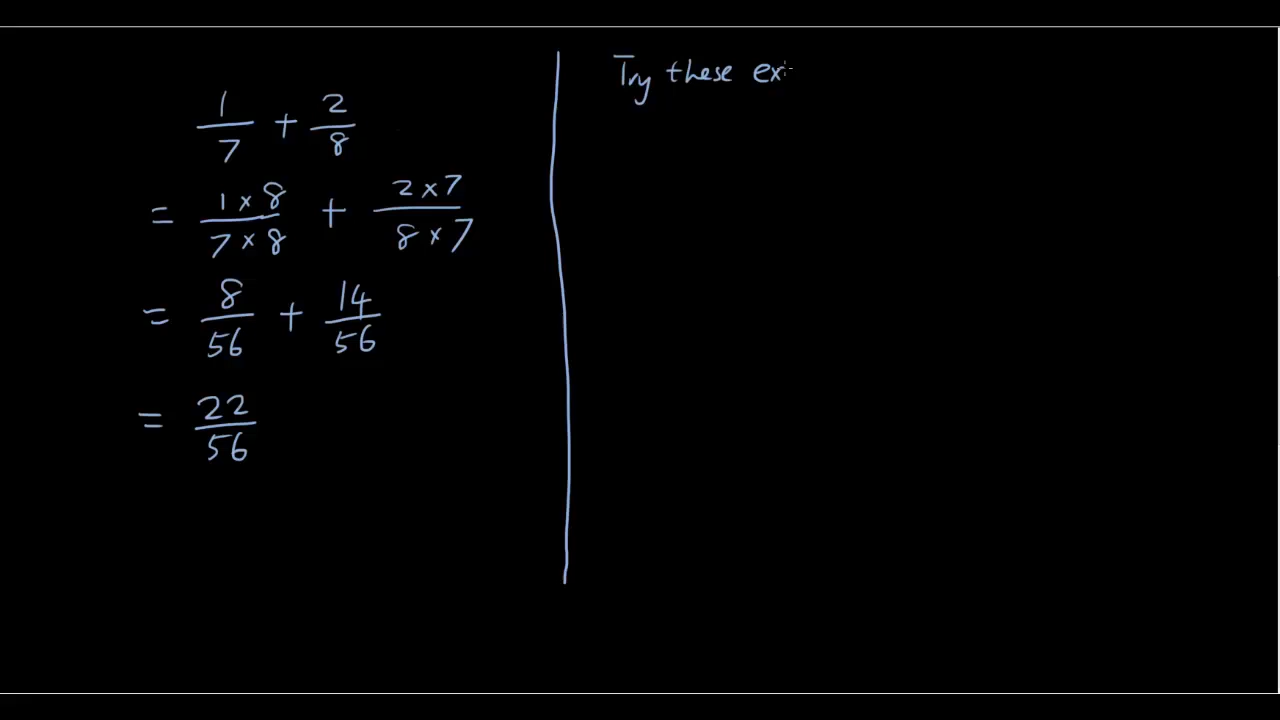 1/7 + 2/8
= 1 × 8/7 × 8 + 2 × 7/8 × 7
= 8/56 + 14/56
= 22/56
Try these ex